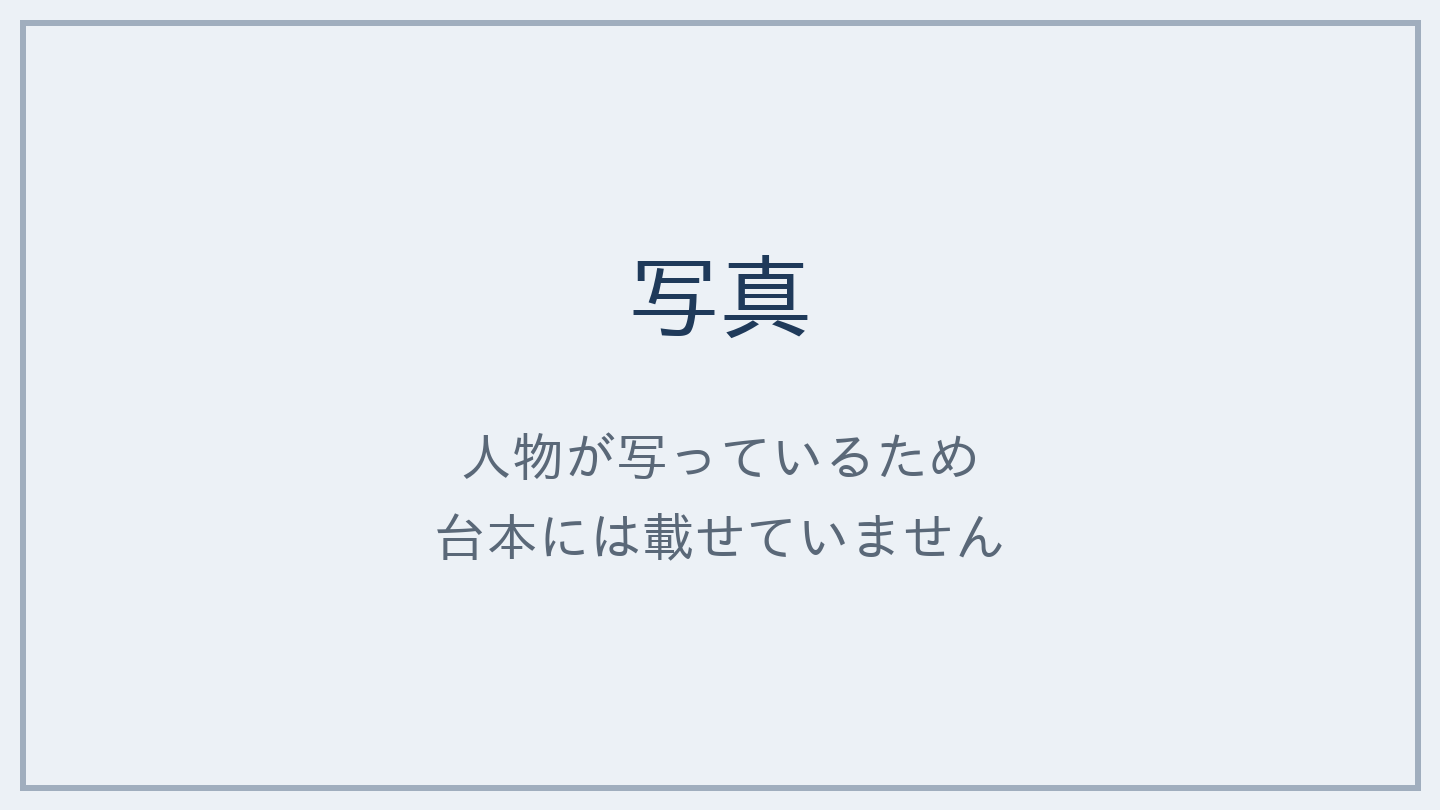 写真
人物が写っているため
台本には載せていません